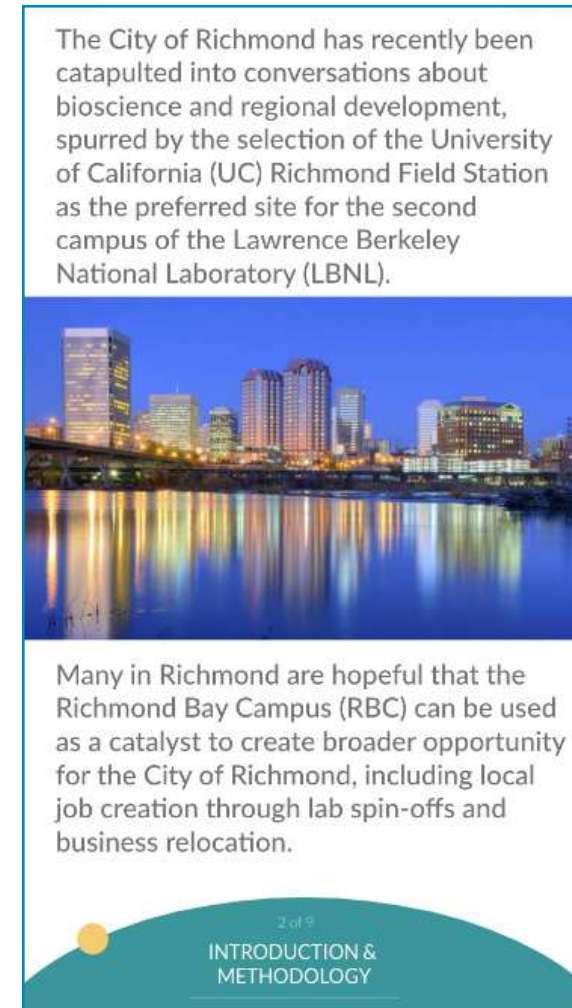 The City of Richmond has recently been
catapulted into conversations about
bioscience and regional development,
spurred by the selection of the University
of California (UC) Richmond Field Station
as the preferred site for the second
campus of the Lawrence Berkeley
National Laboratory (LBNL).
Many in Richmond are hopeful that the
Richmond Bay Campus (RBC) can be used
as a catalyst to create broader opportunity
for the City of Richmond, including local
job creation through lab spin-offs and
business relocation.
2 of 9
INTRODUCTION &
METHODOLOGY